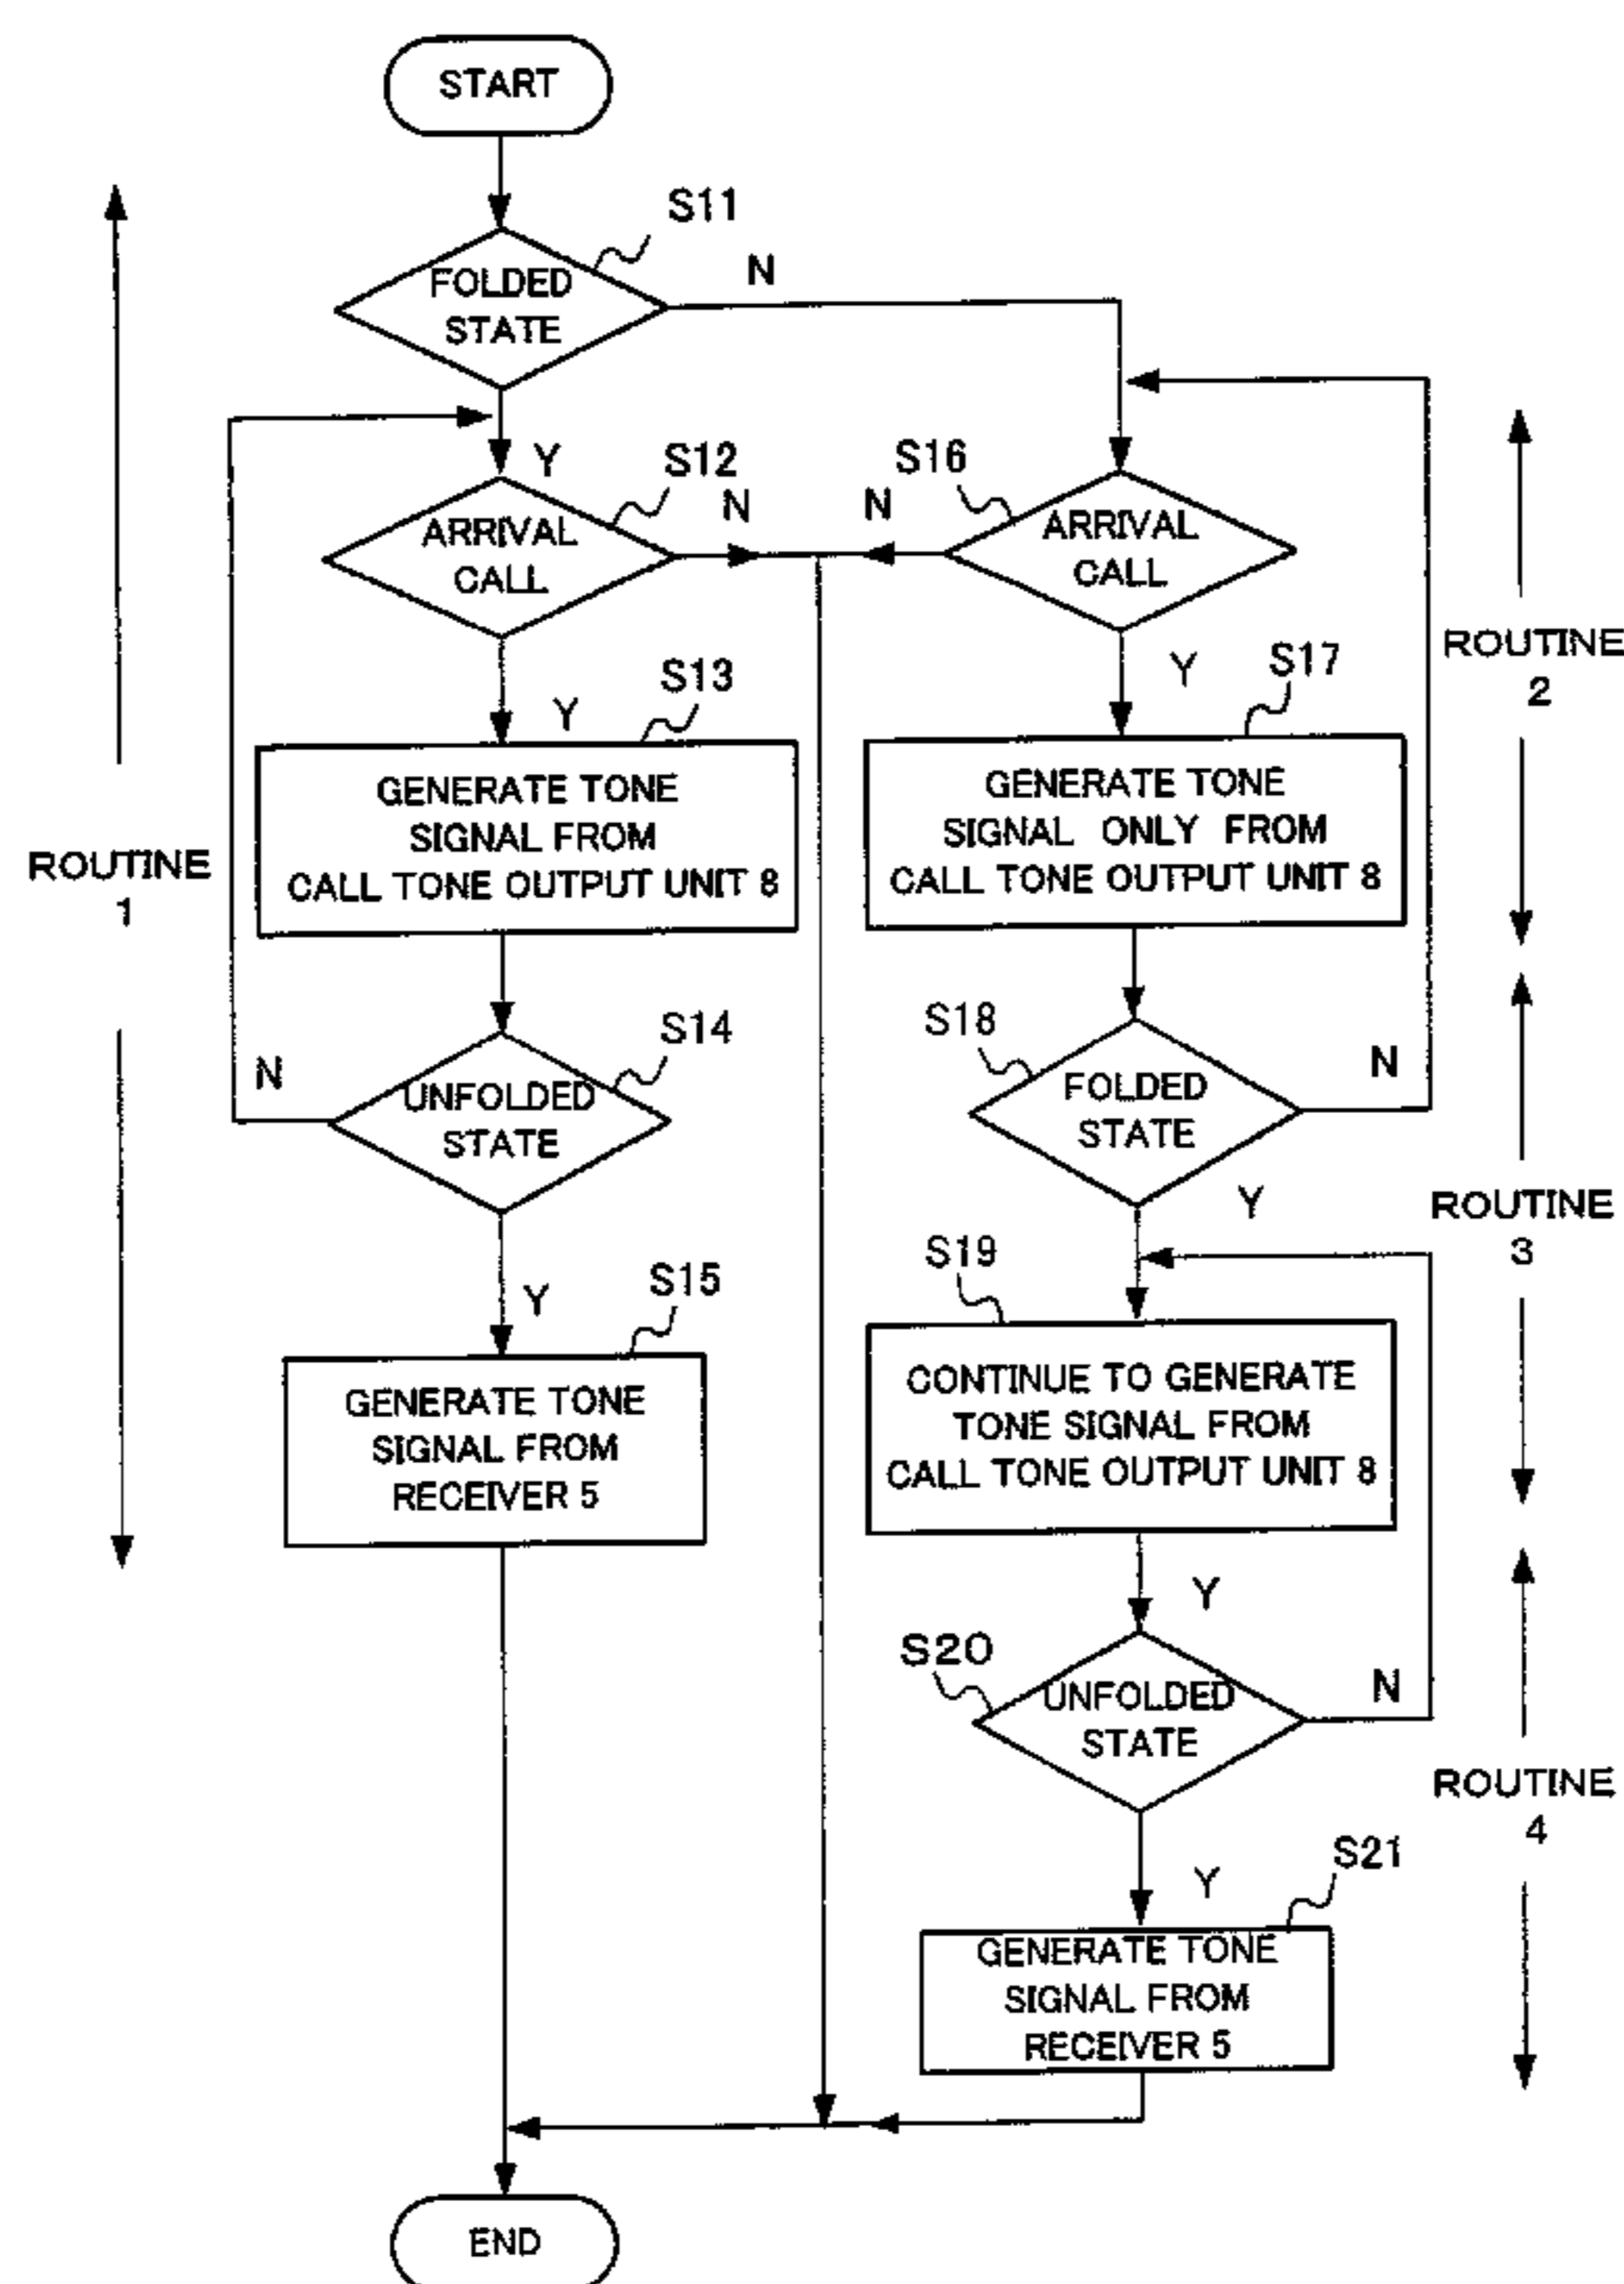 START
S11
FOLDED
STATE
N
Y
S12
ARRIVAL
CALL
N
N
S16
ARRIVAL
CALL
Y
S13
GENERATE TONE
SIGNAL FROM
CALL TONE OUTPUT UNIT 8
Y
S17
GENERATE TONE
SIGNAL ONLY FROM
CALL TONE OUTPUT UNIT 8
ROUTINE
1
ROUTINE
2
S14
UNFOLDED
STATE
N
S18
FOLDED
STATE
N
Y
ROUTINE
3
Y
S15
GENERATE TONE
SIGNAL FROM
RECEIVER 5
S19
CONTINUE TO GENERATE
TONE SIGNAL FROM
CALL TONE OUTPUT UNIT 8
Y
S20
UNFOLDED
STATE
N
ROUTINE
4
Y
S21
GENERATE TONE
SIGNAL FROM
RECEIVER 5
END